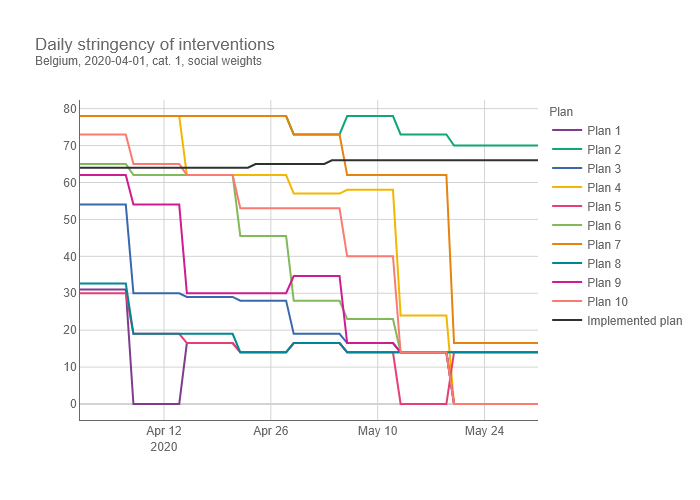 Daily stringency of interventions
Belgium, 2020-04-01, cat. 1, social weights
80
70
60
50
40
30
20
10
0
Apr 12
2020
Apr 26
May 10
May 24
Plan
Plan 1
Plan 2
Plan 3
Plan 4
Plan 5
Plan 6
Plan 7
Plan 8
Plan 9
Plan 10
Implemented plan